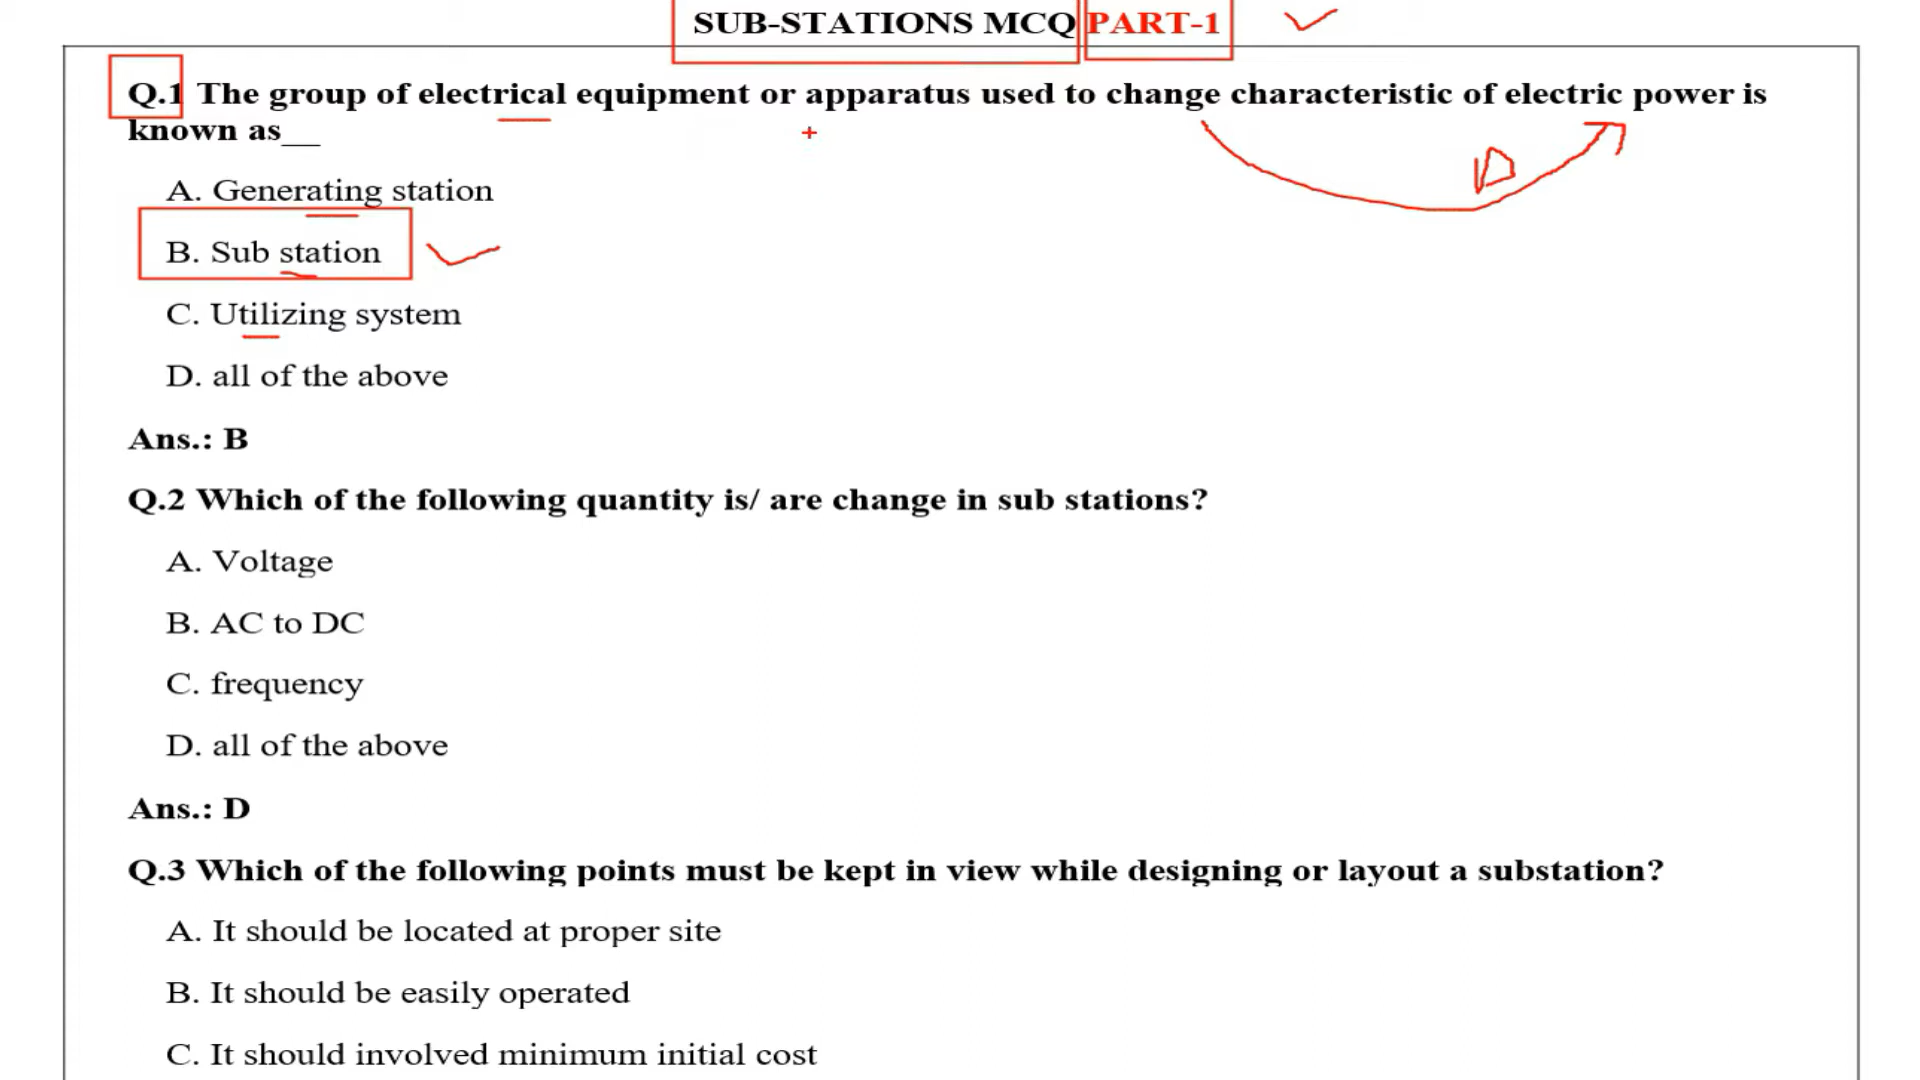 SUB-STATIONS MCQ PART-1
Q.1 The group of electrical equipment or apparatus used to change characteristic of electric power is
known as__
A. Generating station
B. Sub station
C. Utilizing system
D. all of the above
Ans.: B
Q.2 Which of the following quantity is/ are change in sub stations?
A. Voltage
B. AC to DC
C. frequency
D. all of the above
Ans.: D
Q.3 Which of the following points must be kept in view while designing or layout a substation?
A. It should be located at proper site
B. It should be easily operated
C. It should involved minimum initial cost